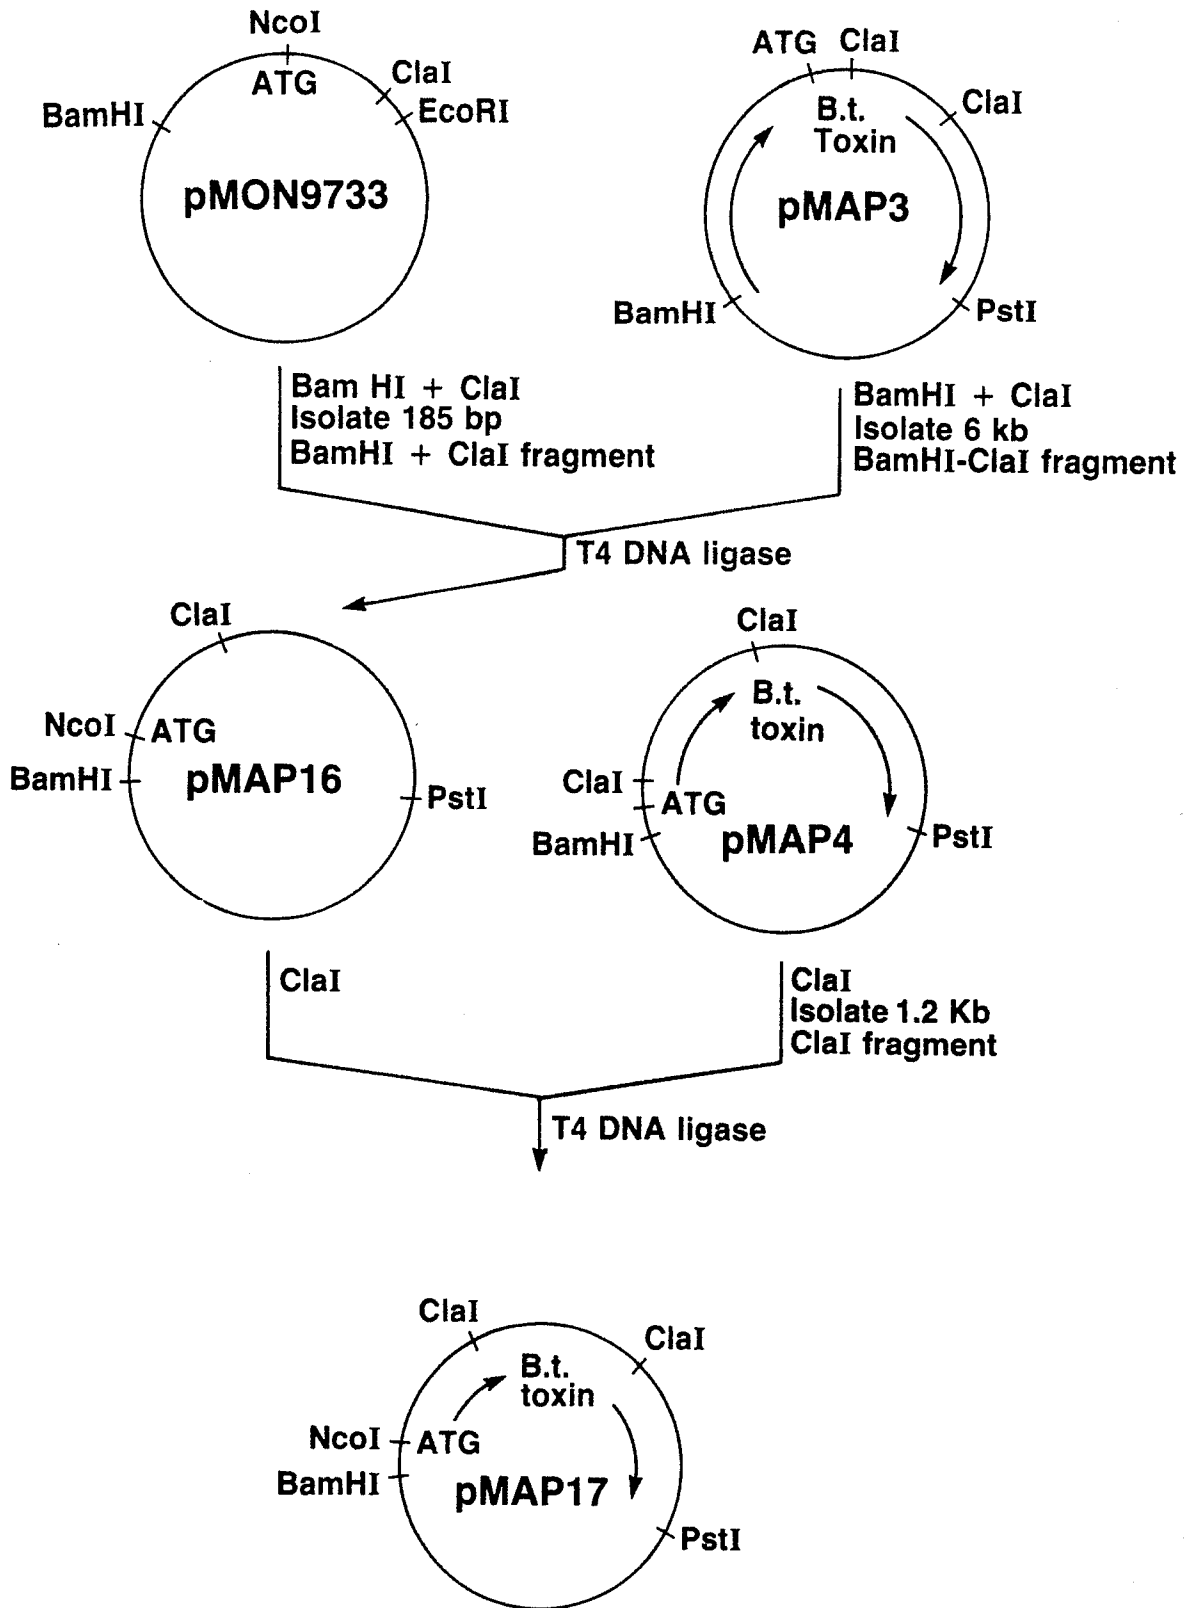 NcoI
ATG
ClaI
EcoRI
BamHI
pMON9733
ATG ClaI
ClaI
B.t.
Toxin
pMAP3
BamHI
PstI
Bam HI + ClaI
Isolate 185 bp
BamHI + ClaI fragment
BamHI + ClaI
Isolate 6 kb
BamHI-ClaI fragment
T4 DNA ligase
ClaI
NcoI
ATG
BamHI
pMAP16
PstI
ClaI
B.t.
toxin
ClaI
ATG
BamHI
pMAP4
PstI
ClaI
ClaI
Isolate 1.2 Kb
ClaI fragment
T4 DNA ligase
ClaI
ClaI
B.t.
toxin
NcoI
ATG
BamHI
pMAP17
PstI